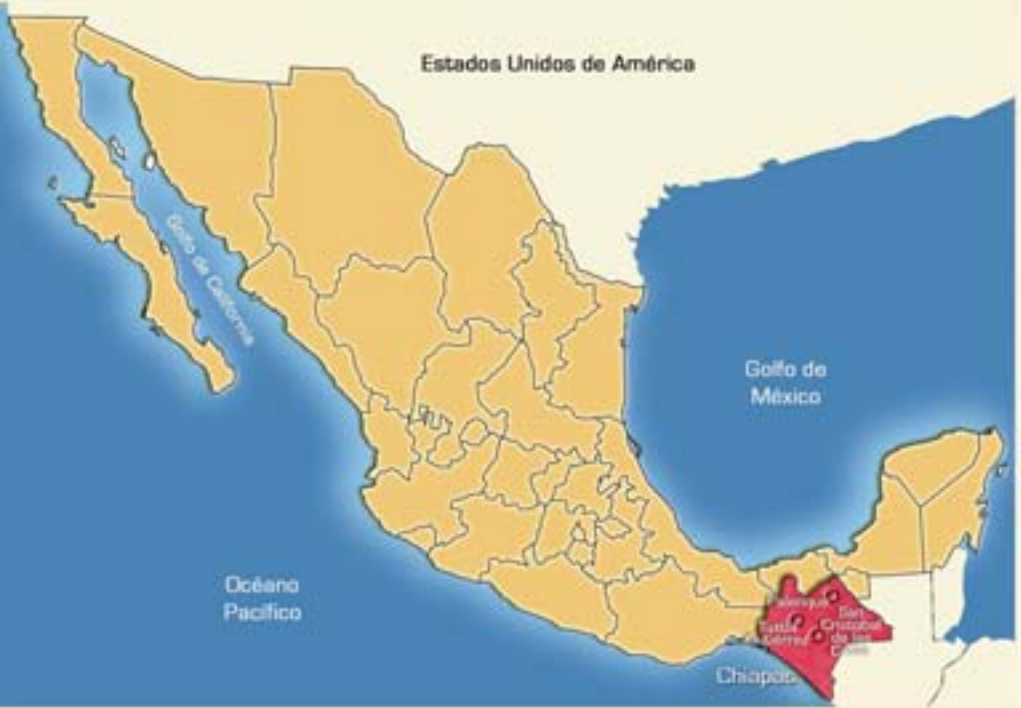 Estados Unidos de América
Golfo de California
Golfo de
México
Océano
Pacífico
Palenque
San
Cristobal
de las
Casas
Tuxtla
Gutiérrez
Chiapas